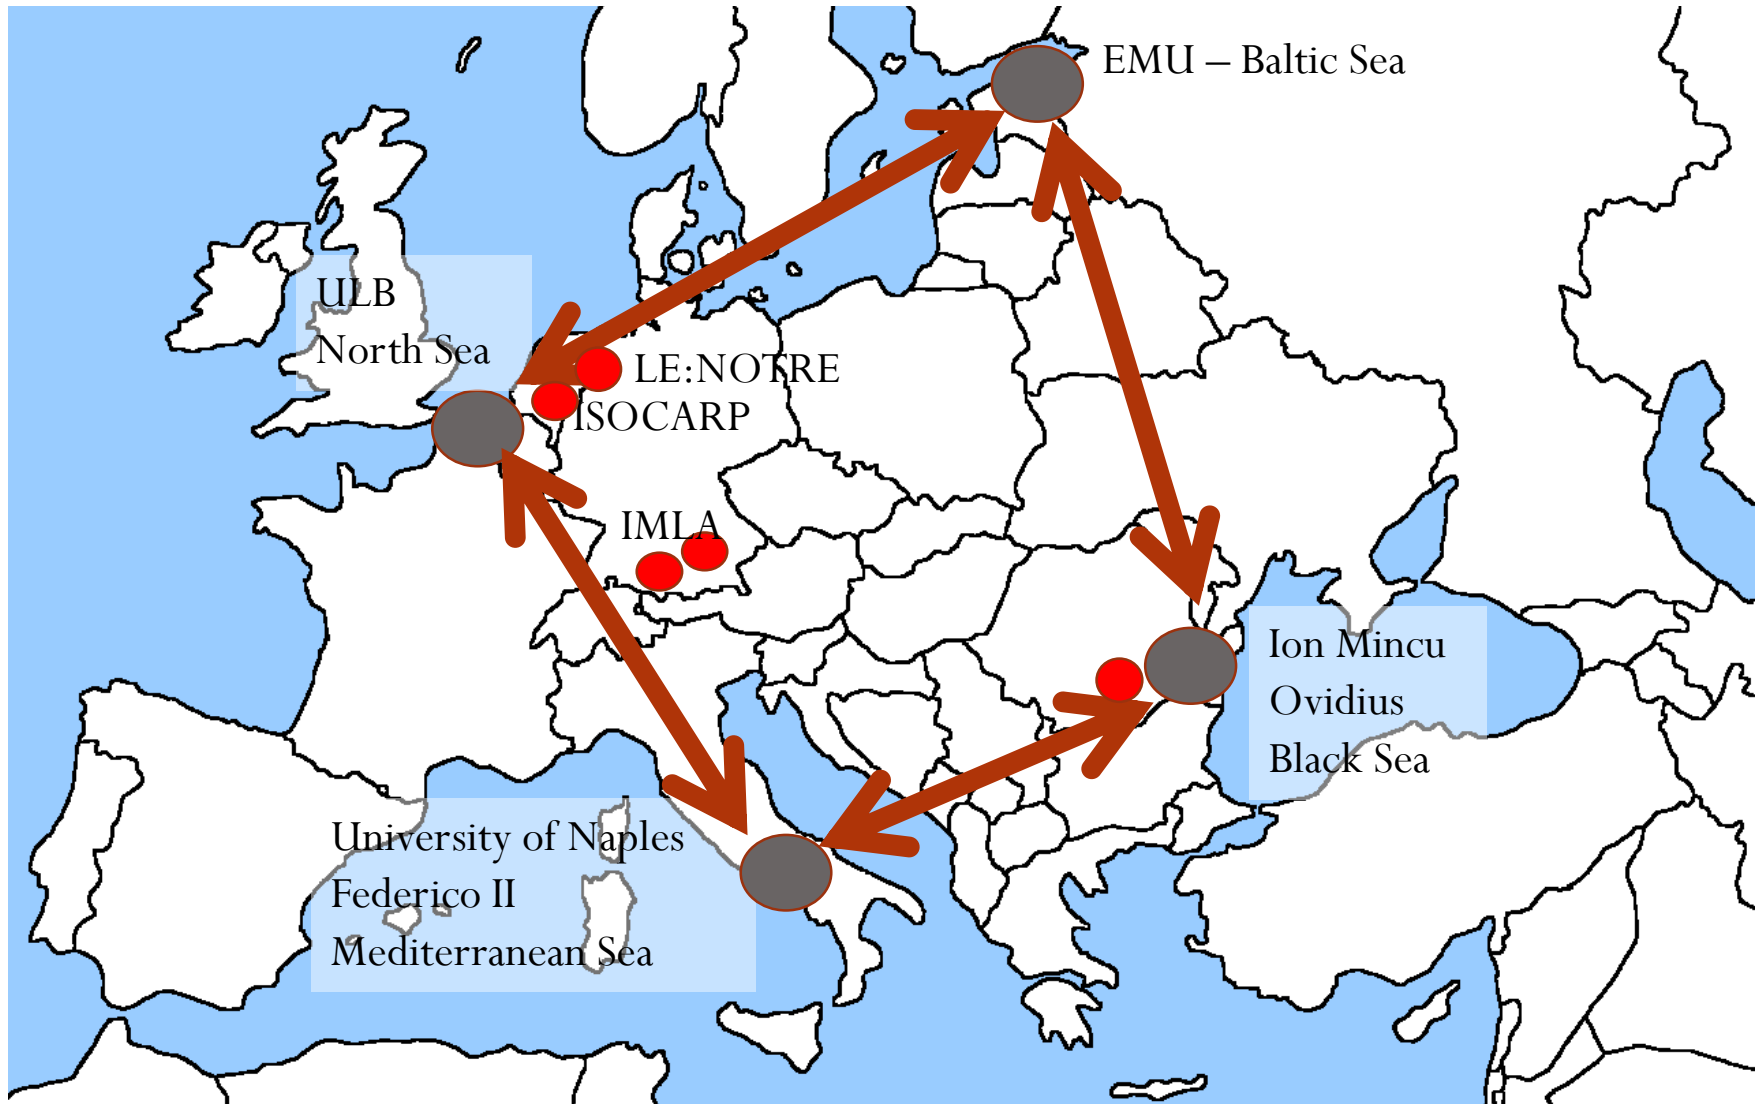 EMU – Baltic Sea
ULB
North Sea
LE:NOTRE
ISOCARP
IMLA
Ion Mincu
Ovidius
Black Sea
University of Naples
Federico II
Mediterranean Sea